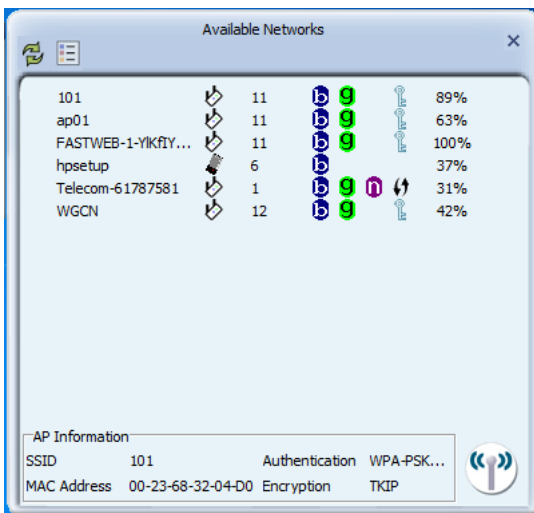 Available Networks
101 11 b g 89%
ap01 11 b g 63%
FASTWEB-1-YlKfIY... 11 b g 100%
hpsetup 6 b 37%
Telecom-61787581 1 b g n 31%
WGCN 12 b g 42%
AP Information
SSID 101 Authentication WPA-PSK...
MAC Address 00-23-68-32-04-D0 Encryption TKIP